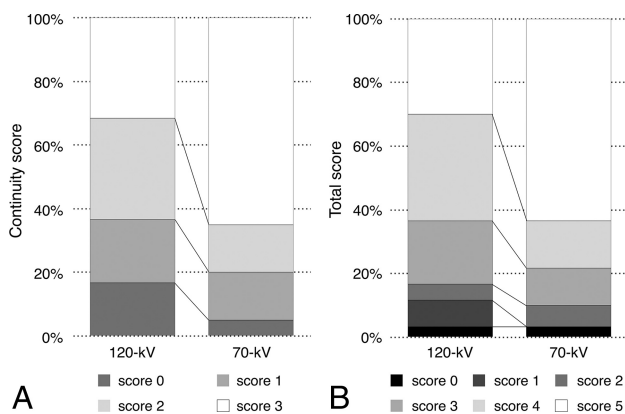 100%
80%
60%
40%
20%
0%
Continuity score
120-kV
70-kV
score 0
score 1
score 2
score 3
A
100%
80%
60%
40%
20%
0%
Total score
120-kV
70-kV
score 0
score 1
score 2
score 3
score 4
score 5
B